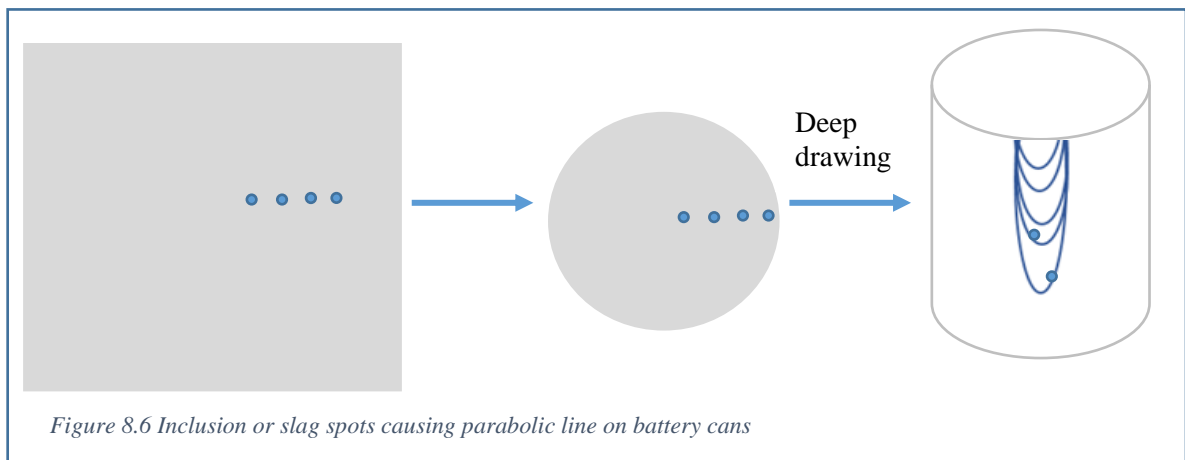 Deep
drawing
Figure 8.6 Inclusion or slag spots causing parabolic line on battery cans